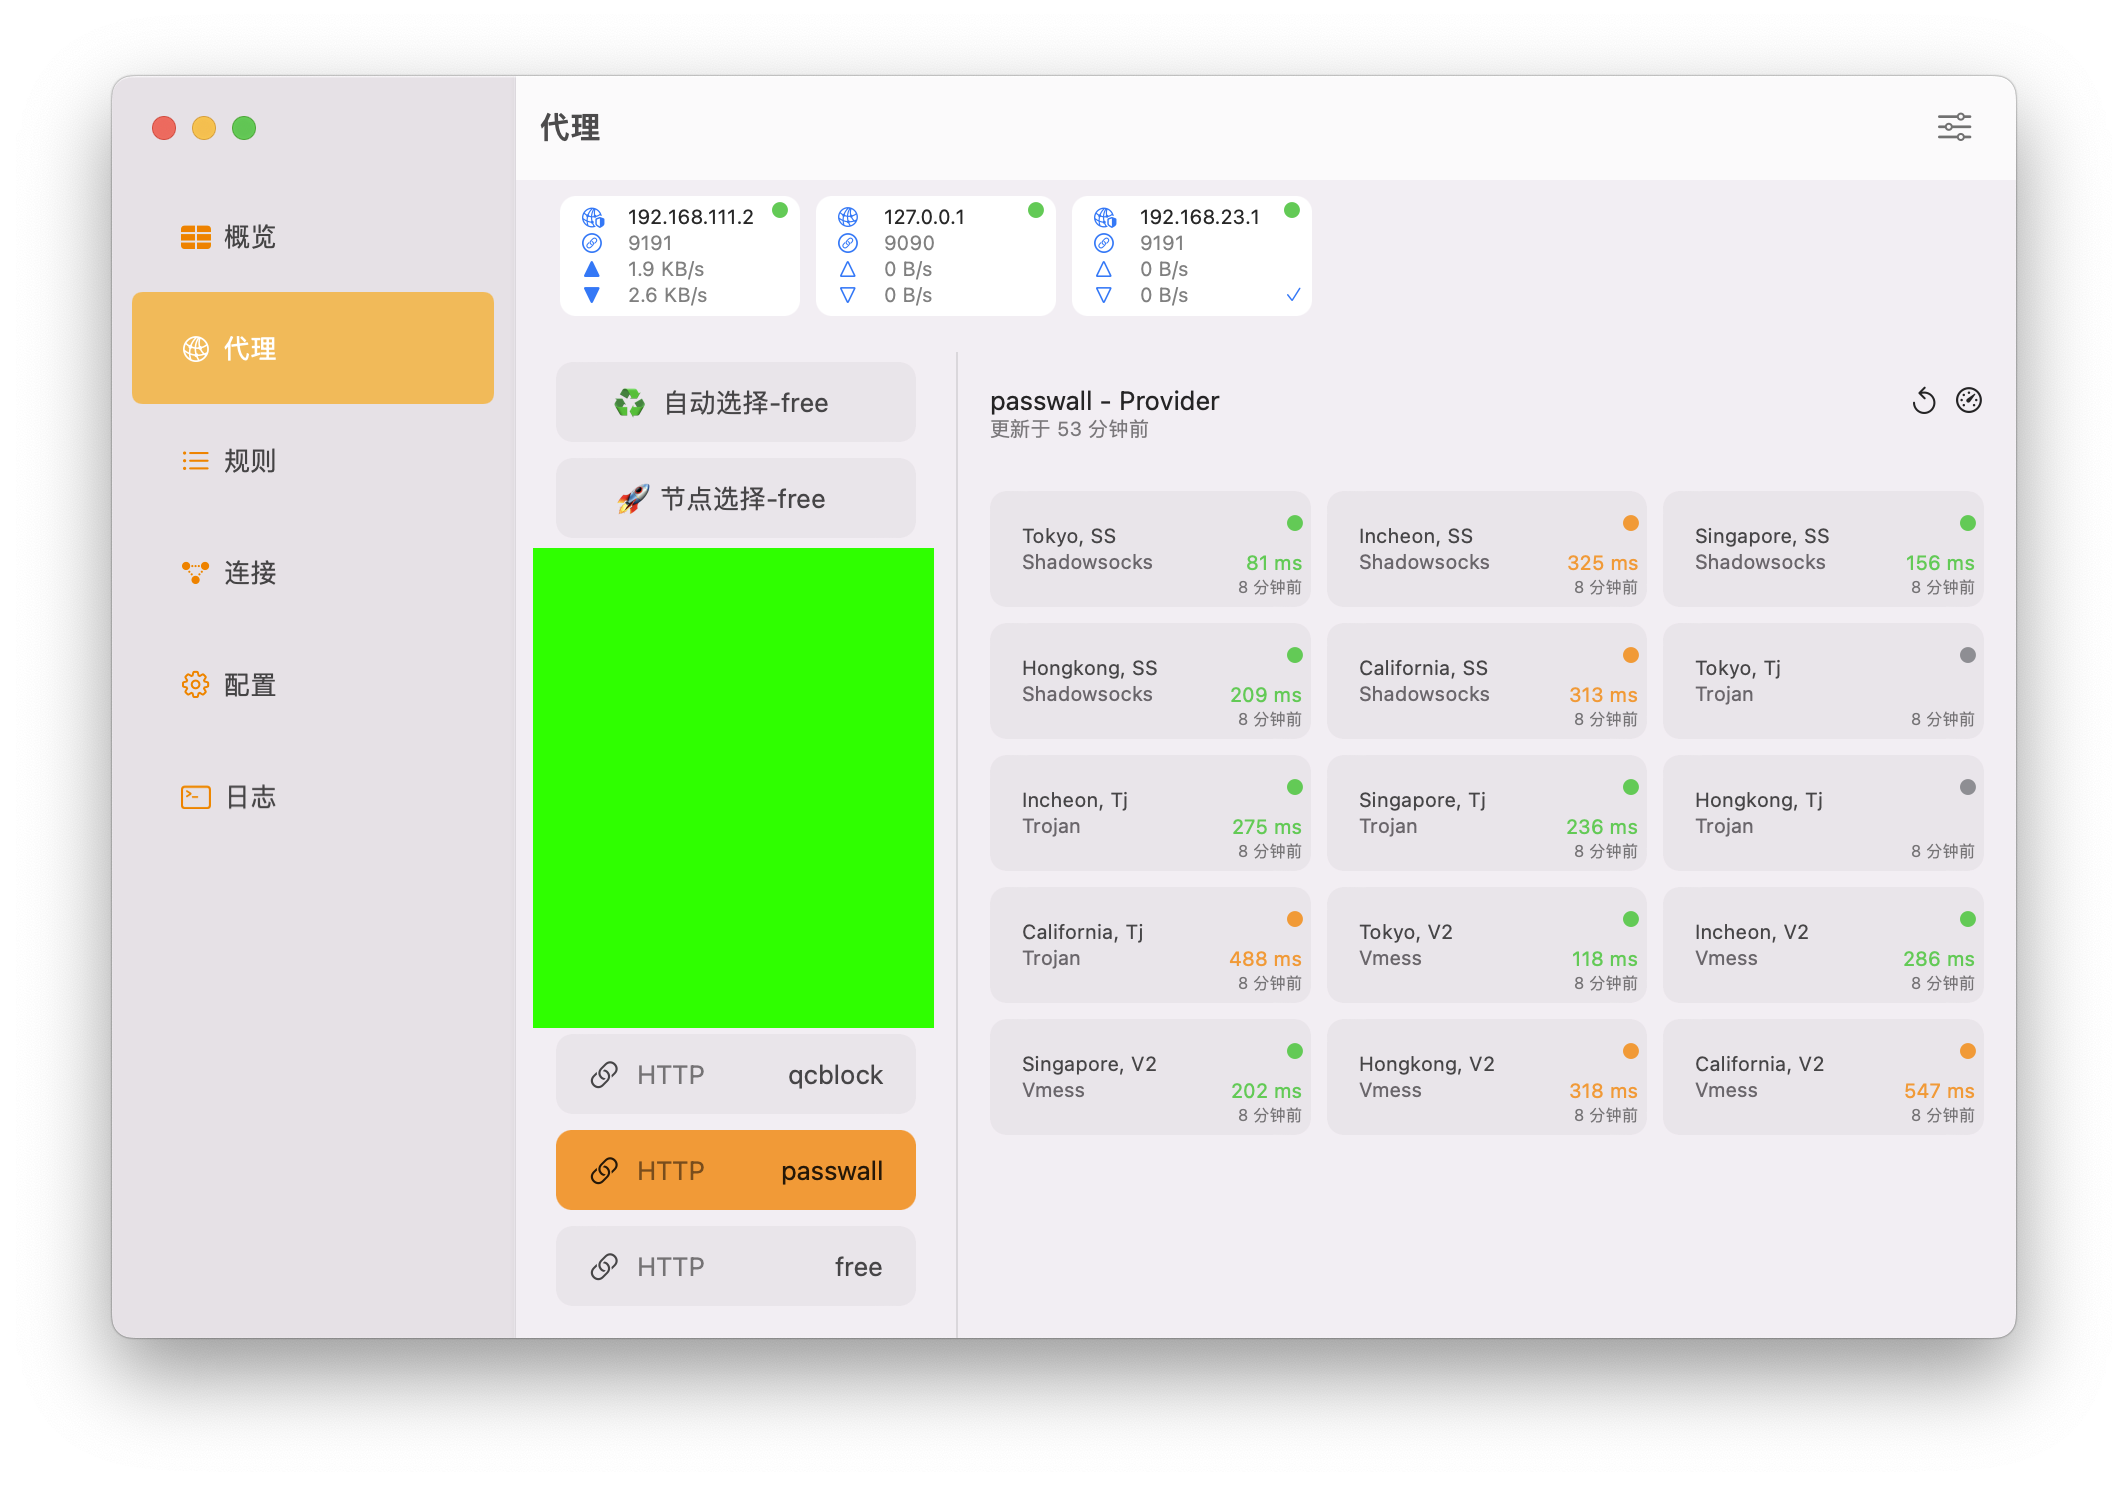 代理
概览
代理
规则
连接
配置
日志
192.168.111.2
9191
1.9 KB/s
2.6 KB/s
127.0.0.1
9090
0 B/s
0 B/s
192.168.23.1
9191
0 B/s
0 B/s
自动选择-free
节点选择-free
HTTP qcblock
HTTP passwall
HTTP free
passwall - Provider
更新于 53 分钟前
Tokyo, SS
Shadowsocks
81 ms
8 分钟前
Incheon, SS
Shadowsocks
325 ms
8 分钟前
Singapore, SS
Shadowsocks
156 ms
8 分钟前
Hongkong, SS
Shadowsocks
209 ms
8 分钟前
California, SS
Shadowsocks
313 ms
8 分钟前
Tokyo, Tj
Trojan
8 分钟前
Incheon, Tj
Trojan
275 ms
8 分钟前
Singapore, Tj
Trojan
236 ms
8 分钟前
Hongkong, Tj
Trojan
8 分钟前
California, Tj
Trojan
488 ms
8 分钟前
Tokyo, V2
Vmess
118 ms
8 分钟前
Incheon, V2
Vmess
286 ms
8 分钟前
Singapore, V2
Vmess
202 ms
8 分钟前
Hongkong, V2
Vmess
318 ms
8 分钟前
California, V2
Vmess
547 ms
8 分钟前